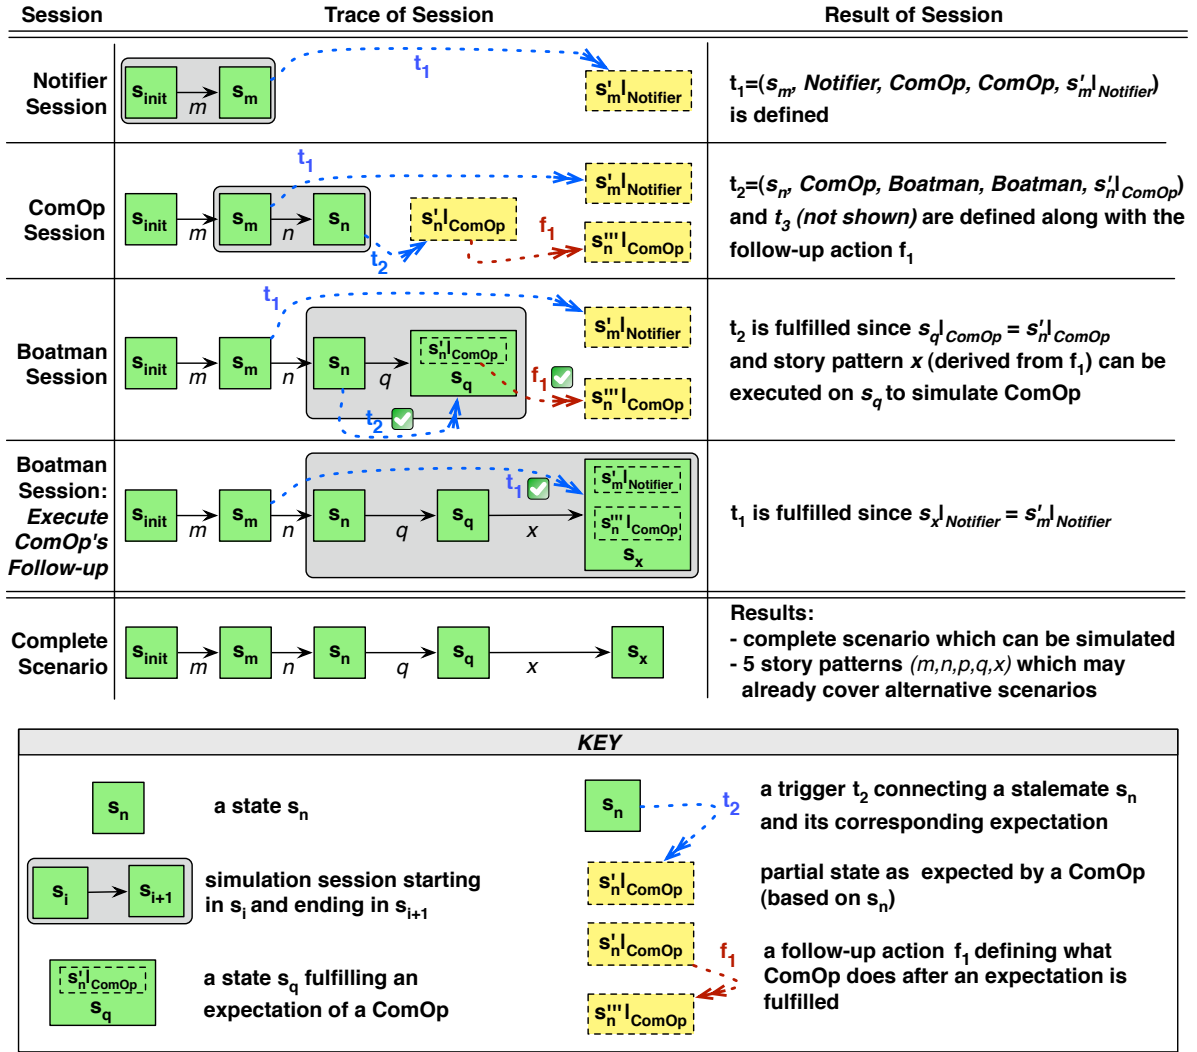 Session Trace of Session Result of Session
Notifier
Session
s_init m s_m t_1 s'_m|_Notifier
t_1=(s_m, Notifier, ComOp, ComOp, s'_m|_Notifier)
is defined
ComOp
Session
s_init m s_m n s_n t_1 t_2 s'_n|_ComOp f_1 s'_m|_Notifier s'''_n|_ComOp
t_2=(s_n, ComOp, Boatman, Boatman, s'_n|_ComOp)
and t_3 (not shown) are defined along with the
follow-up action f_1
Boatman
Session
s_init m s_m n s_n q s'_n|_ComOp s_q t_1 t_2 f_1 s'_m|_Notifier s'''_n|_ComOp
t_2 is fulfilled since s_q|_ComOp = s'_n|_ComOp
and story pattern x (derived from f_1) can be
executed on s_q to simulate ComOp
Boatman
Session:
Execute
ComOp's
Follow-up
s_init m s_m n s_n q s_q x t_1 s'_m|_Notifier s'''_n|_ComOp s_x
t_1 is fulfilled since s_x|_Notifier = s'_m|_Notifier
Complete
Scenario
s_init m s_m n s_n q s_q x s_x
Results:
- complete scenario which can be simulated
- 5 story patterns (m,n,p,q,x) which may
already cover alternative scenarios
KEY
s_n
a state s_n
s_i s_i+1
simulation session starting
in s_i and ending in s_i+1
s'_n|_ComOp
s_q
a state s_q fulfilling an
expectation of a ComOp
s_n t_2
a trigger t_2 connecting a stalemate s_n
and its corresponding expectation
s'_n|_ComOp
partial state as expected by a ComOp
(based on s_n)
s'_n|_ComOp
f_1
s'''_n|_ComOp
a follow-up action f_1 defining what
ComOp does after an expectation is
fulfilled